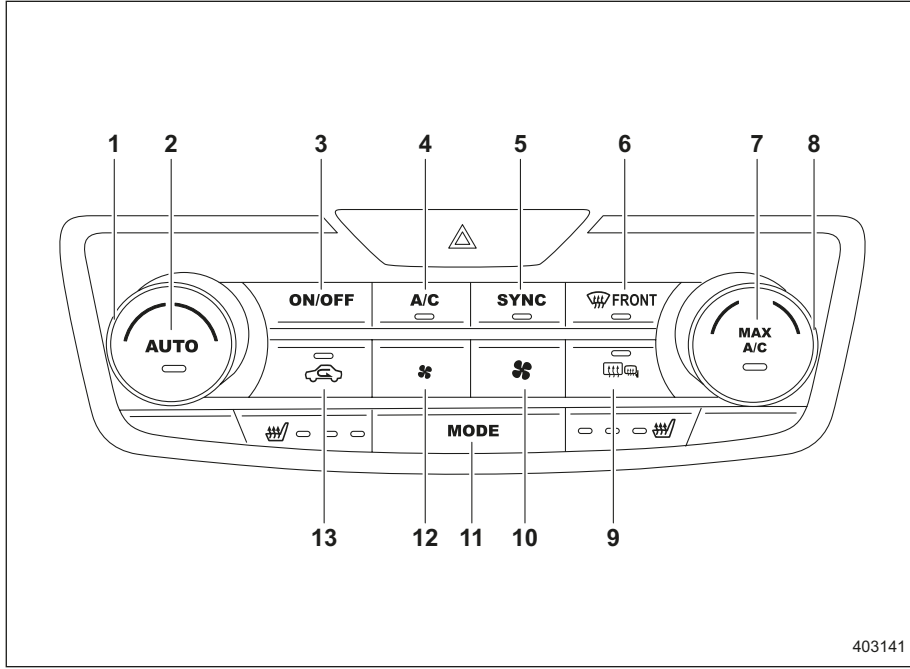 1 2 3 4 5 6 7 8
ON/OFF A/C SYNC FRONT
AUTO
MAX
A/C
MODE
13 12 11 10 9
403141